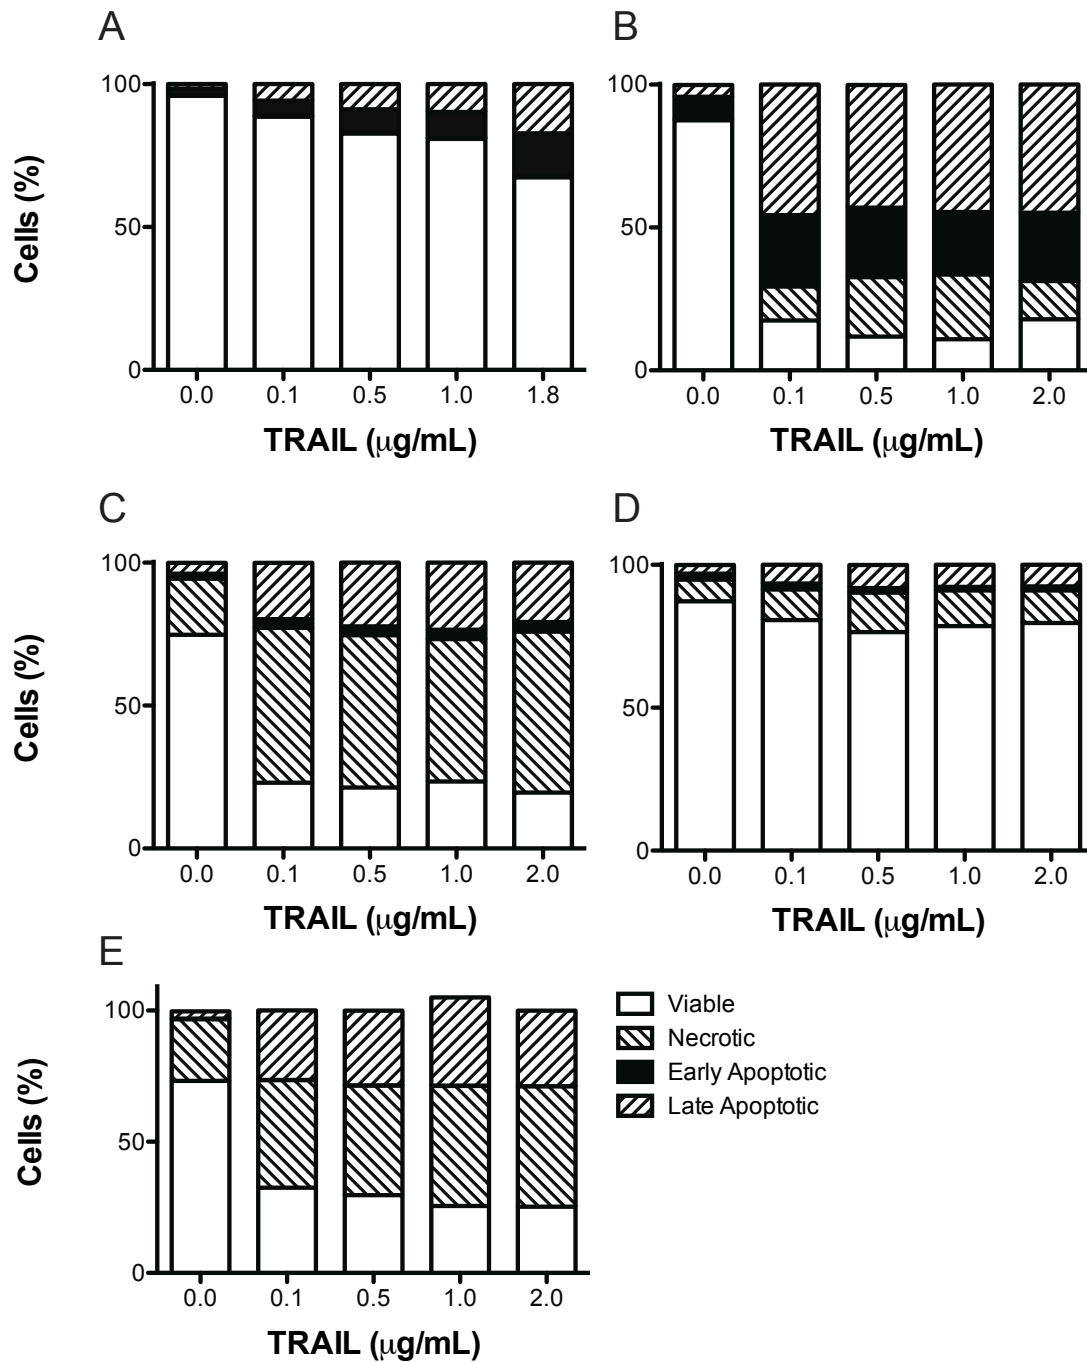 A
B
100
50
0
Cells (%)
0.0 0.1 0.5 1.0 1.8
TRAIL (μg/mL)
100
50
0
0.0 0.1 0.5 1.0 2.0
TRAIL (μg/mL)
C
D
100
50
0
Cells (%)
0.0 0.1 0.5 1.0 2.0
TRAIL (μg/mL)
100
50
0
0.0 0.1 0.5 1.0 2.0
TRAIL (μg/mL)
E
100
50
0
Cells (%)
0.0 0.1 0.5 1.0 2.0
TRAIL (μg/mL)
Viable
Necrotic
Early Apoptotic
Late Apoptotic